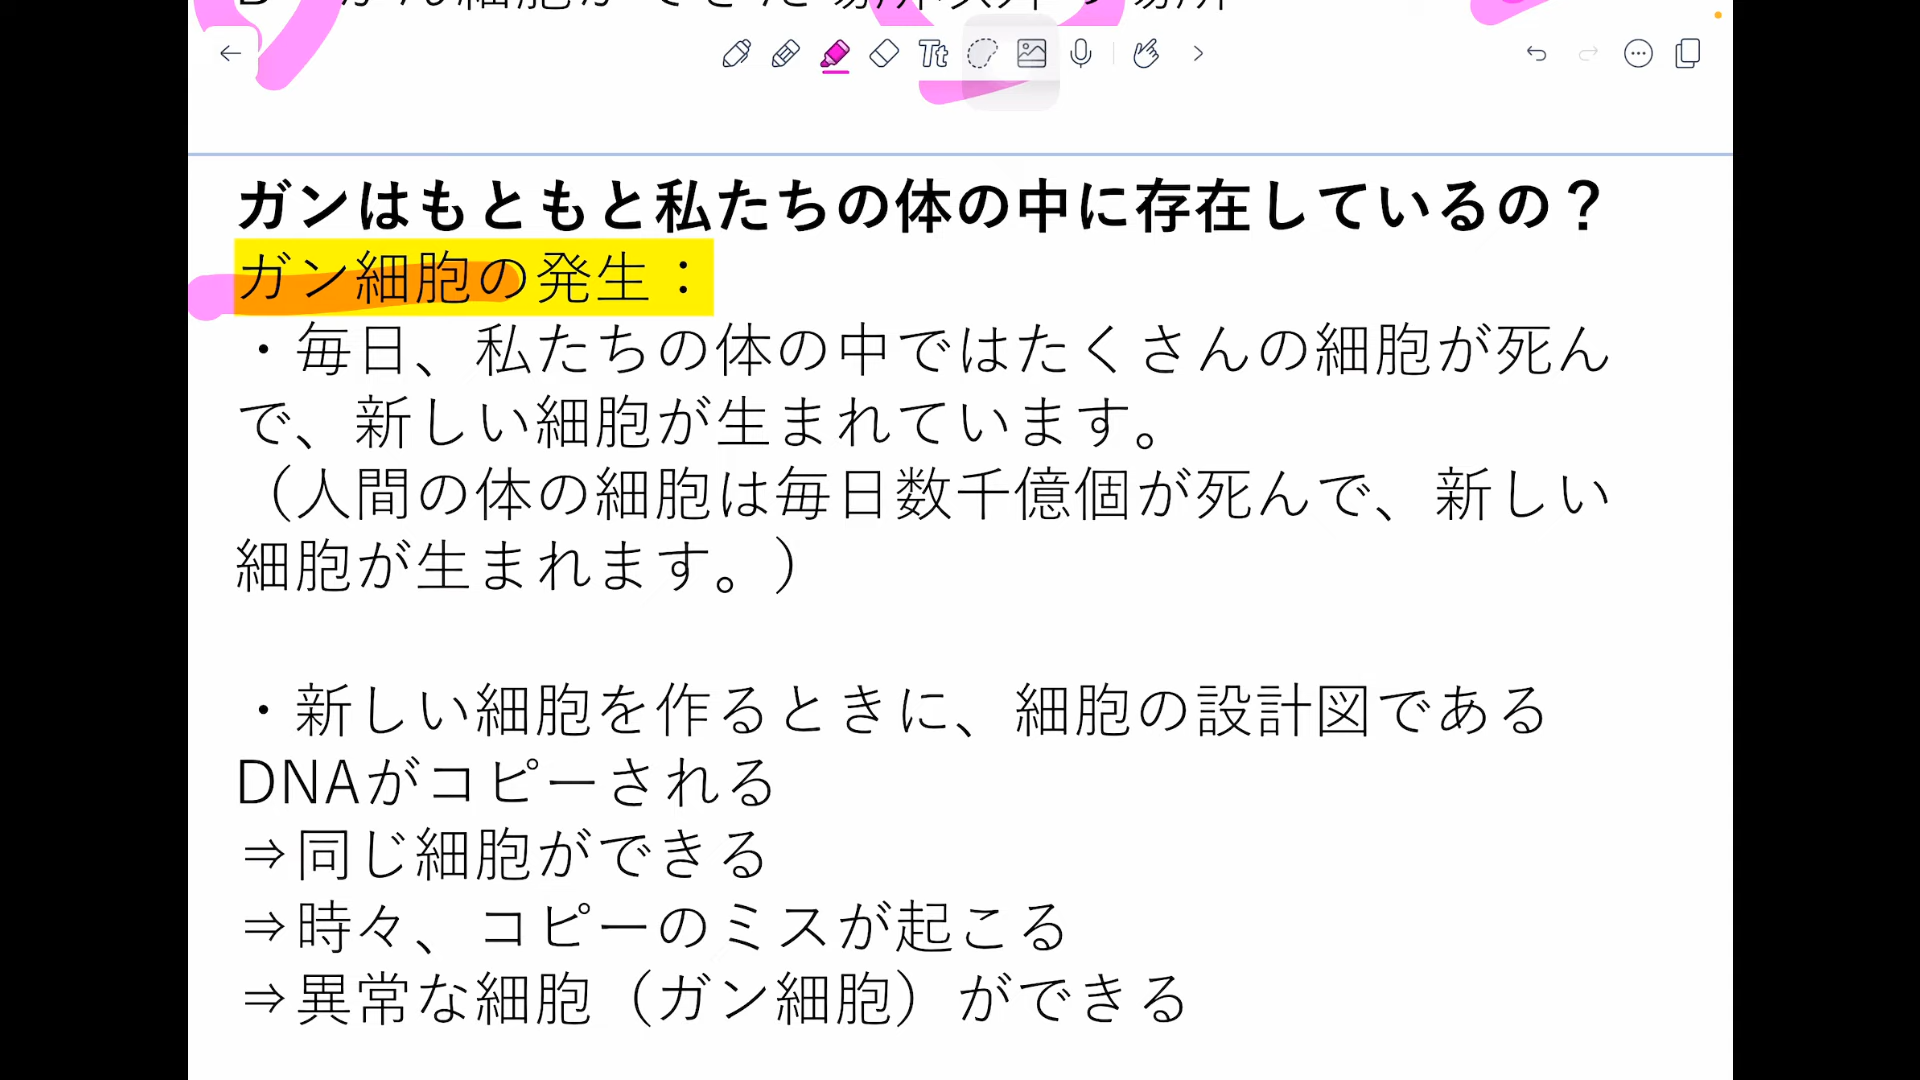 Tt
ガンはもともと私たちの体の中に存在しているの？
ガン細胞の発生：
・毎日、私たちの体の中ではたくさんの細胞が死ん
で、新しい細胞が生まれています。
（人間の体の細胞は毎日数千億個が死んで、新しい
細胞が生まれます。）
・新しい細胞を作るときに、細胞の設計図である
DNAがコピーされる
⇒同じ細胞ができる
⇒時々、コピーのミスが起こる
⇒異常な細胞（ガン細胞）ができる